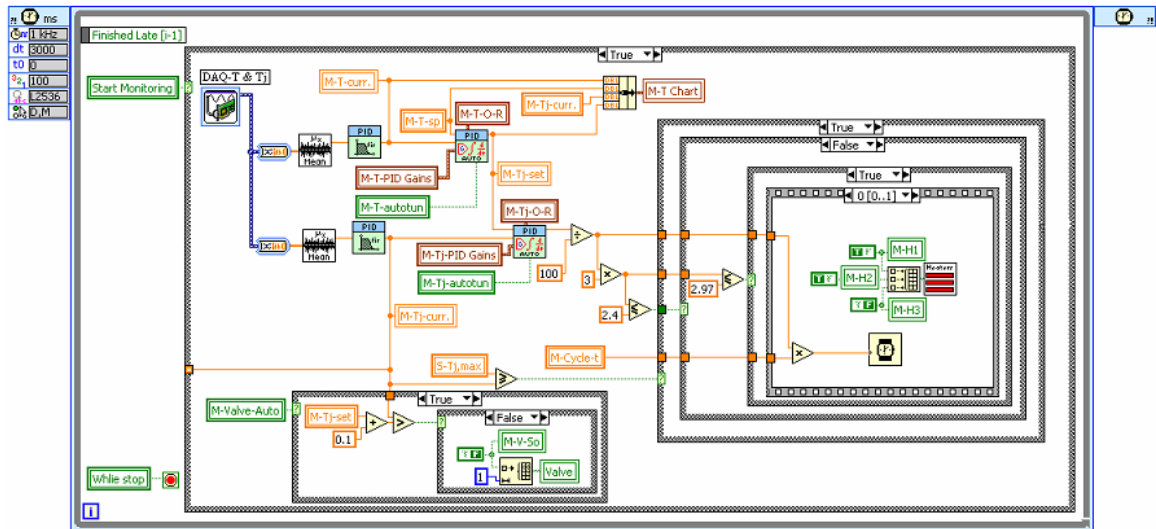 ms
1 kHz
dt 3000
t0 0
100
L2536
D,M
Finished Late [i-1]
True
Start Monitoring
DAQ-T & Tj
M-T-curr.
M-T Chart
M-Tj-curr.
M-T-sp
M-T-O-R
PID
Mean
PID
AUTO
M-T-PID Gains
M-T-autotun
M-Tj-set
M-Tj-O-R
PID
Mean
PID
AUTO
M-Tj-PID Gains
M-Tj-autotun
100
3
2.4
M-Tj-curr.
M-Cycle-t
S-Tj,max
True
False
True
0 [0..1]
2.97
M-H1
M-H2
M-H3
Heaters
M-Valve-Auto
True
M-Tj-set
0.1
False
M-V-So
1
Valve
Whlie stop
i